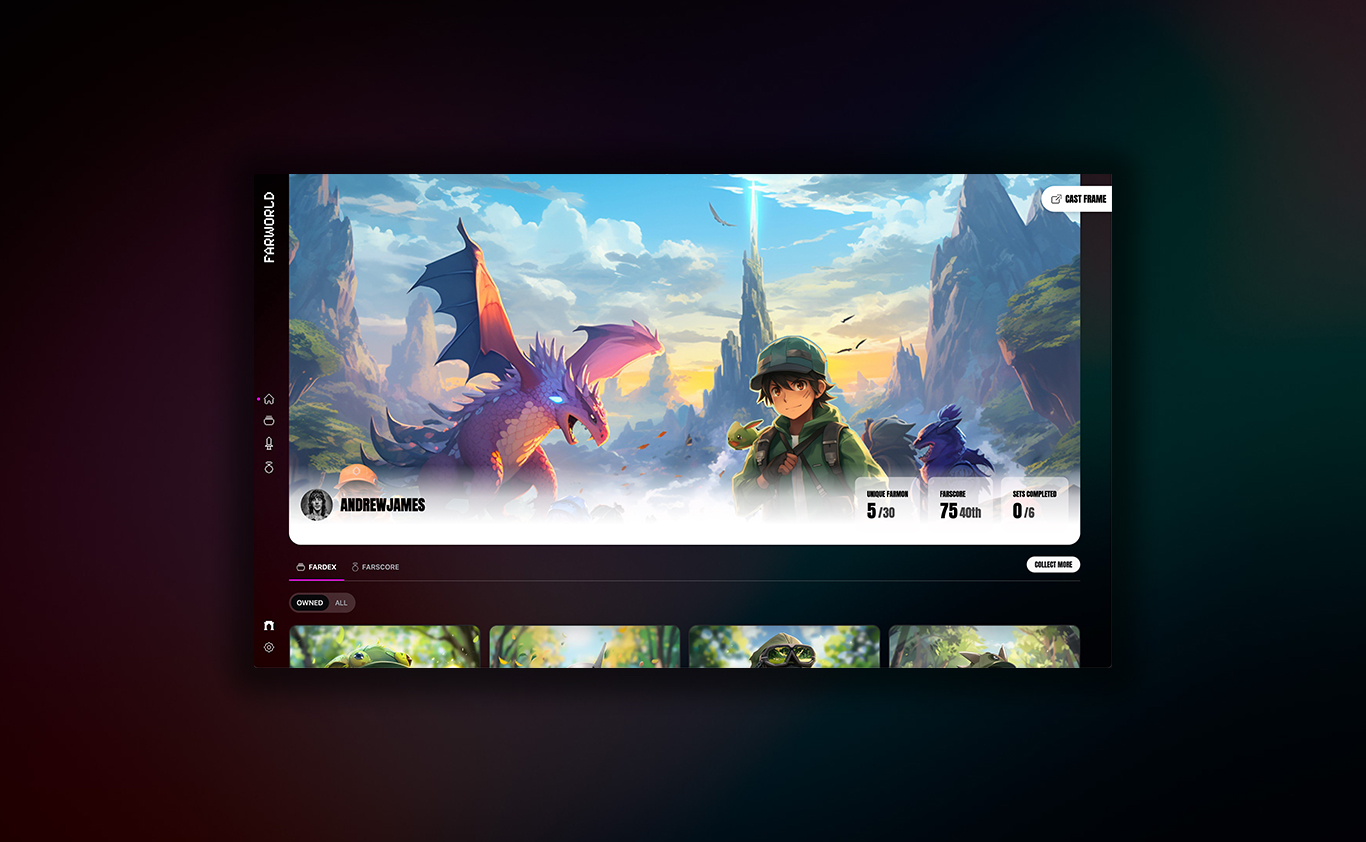 FARWORLD
CAST FRAME
ANDREWJAMES
UNIQUE FARMON
5 /30
FARSCORE
75 40th
SETS COMPLETED
0 /6
FARDEX
FARSCORE
COLLECT MORE
OWNED
ALL